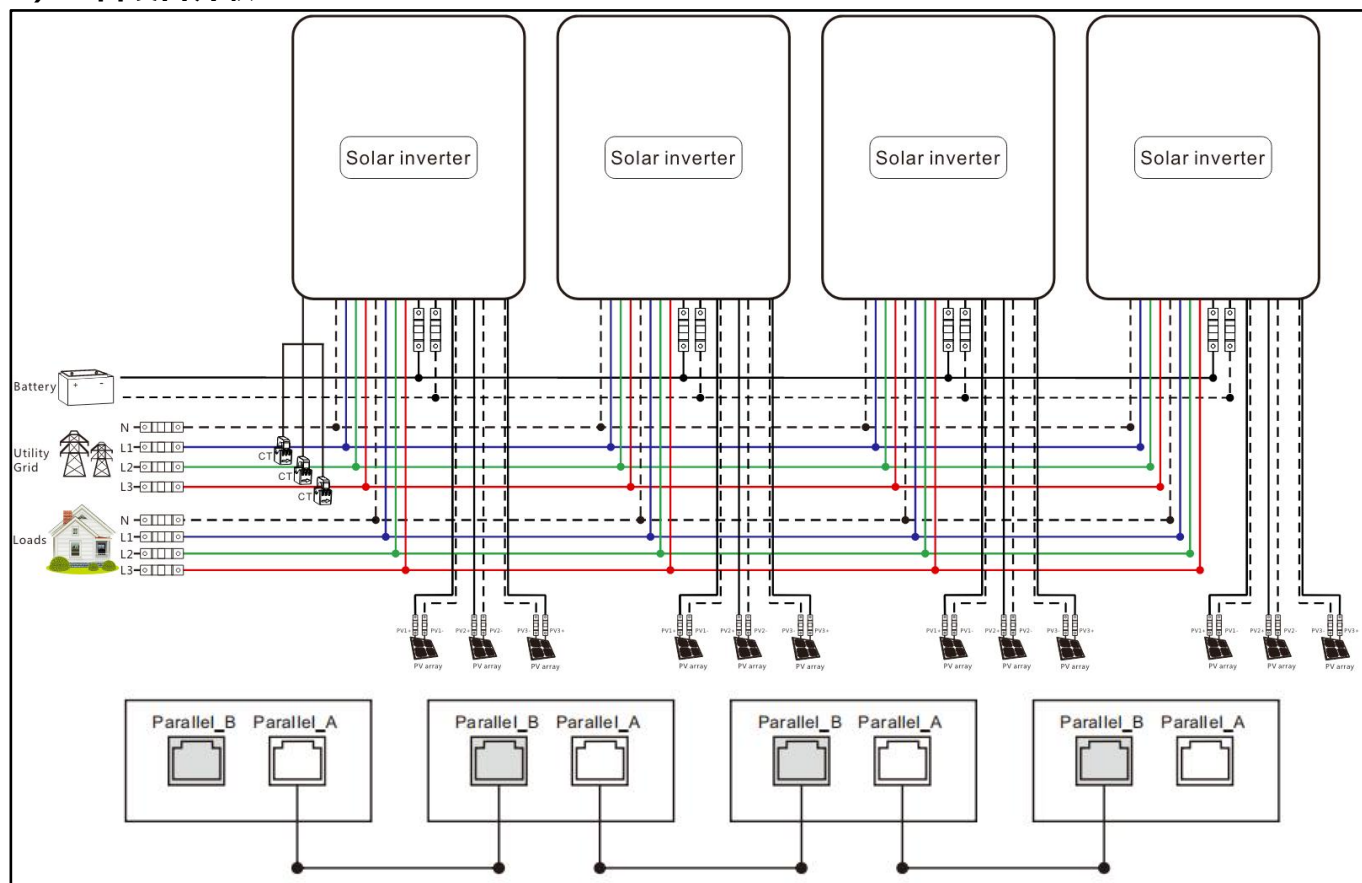 Solar inverter
Solar inverter
Solar inverter
Solar inverter
Battery
+ -
Utility
Grid
N
L1
L2
L3
CT
CT
CT
Loads
N
L1
L2
L3
PV1+ PV1- PV2+ PV2- PV3- PV3+
PV1+ PV1- PV2+ PV2- PV3- PV3+
PV1+ PV1- PV2+ PV2- PV3- PV3+
PV1+ PV1- PV2+ PV2- PV3- PV3+
PV array PV array PV array
PV array PV array PV array
PV array PV array PV array
PV array PV array PV array
Parallel_B Parallel_A
Parallel_B Parallel_A
Parallel_B Parallel_A
Parallel_B Parallel_A